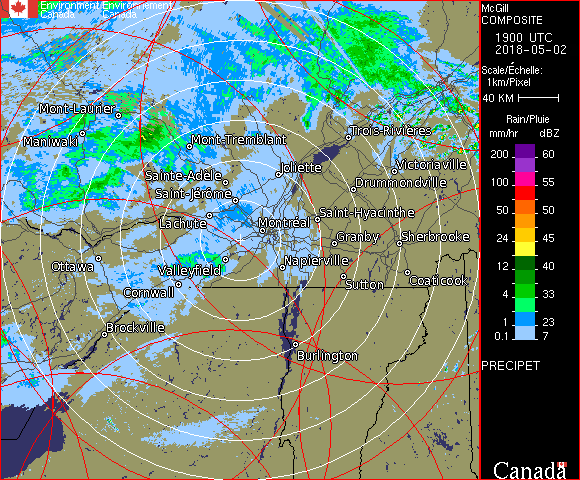 Environment Environnement
Canada Canada
Mont-Laurier
Maniwaki
Mont-Tremblant
Trois-Rivières
Sainte-Adèle
Joliette
Victoriaville
Saint-Jérôme
Drummondville
Lachute
Montréal
Saint-Hyacinthe
Granby
Sherbrooke
Ottawa
Valleyfield
Napierville
Cornwall
Sutton
Coaticook
Brockville
Burlington
McGill
COMPOSITE
1900 UTC
2018-05-02
Scale/Échelle:
1km/Pixel
40 KM
Rain/Pluie
mm/hr dBZ
200 60
100 55
50 50
24 45
12 40
4 33
1 23
0.1 7
PRECIPET
Canada